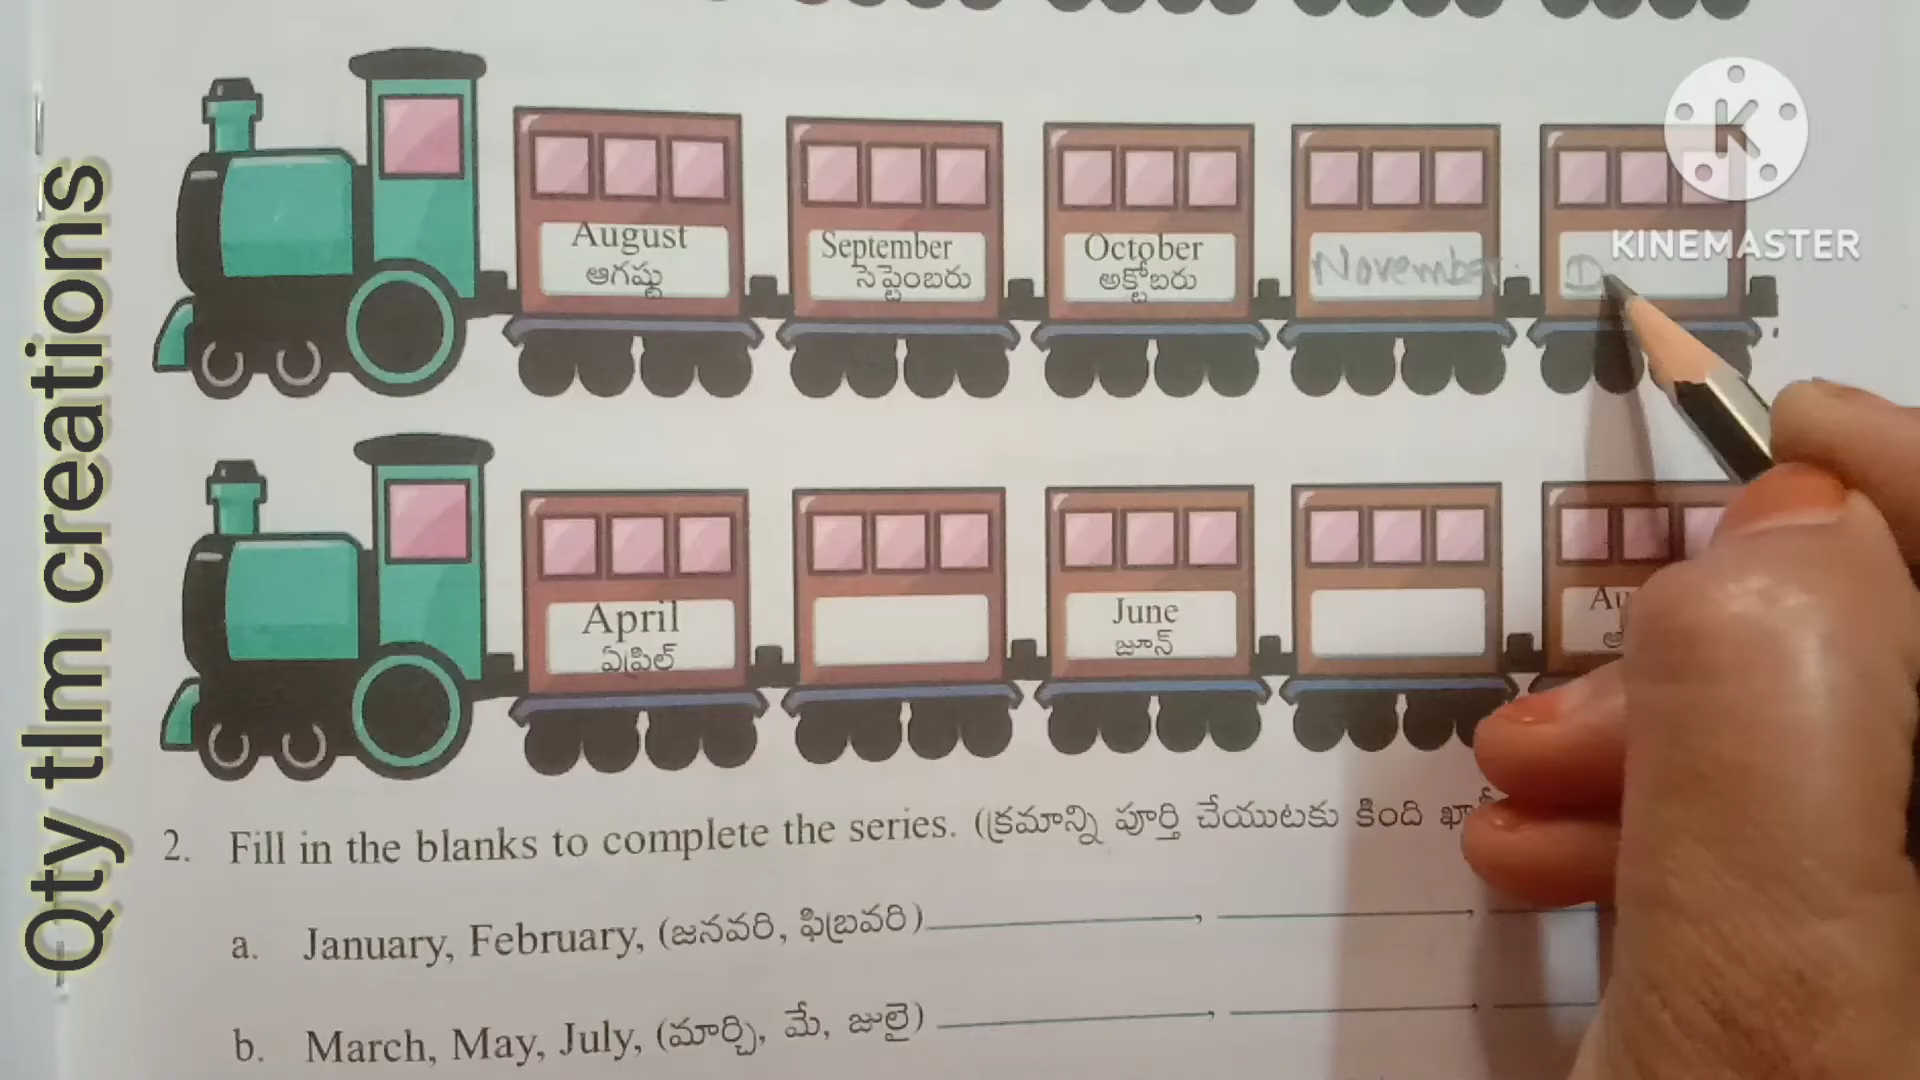 Qty tlm creations
KINEMASTER
August September October November. D
ఆగష్టు సెప్టెంబరు అక్టోబరు
April June
ఏప్రిల్ జూన్
2. Fill in the blanks to complete the series. (క్రమాన్ని పూర్తి చేయుటకు కింది
a. January, February, (జనవరి, ఫిబ్రవరి) , ,
b. March, May, July, (మార్చి, మే, జులై) , ,